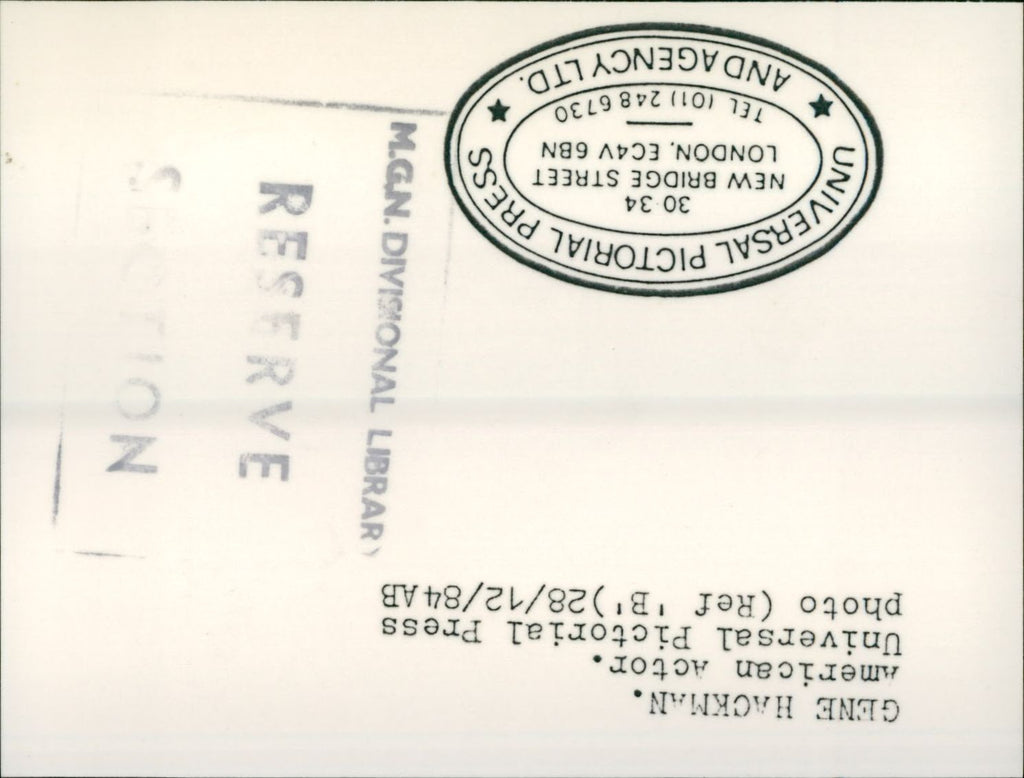 GENE HACKMAN.
American Actor.
Universal Pictorial Press
photo (Ref 'B')28/12/84AB
UNIVERSAL PICTORIAL PRESS
30-34
NEW BRIDGE STREET
LONDON, EC4V 6BN
TEL (01) 248 6730
AND AGENCY LTD.
M.G.N. DIVISIONAL LIBRARY
RESERVE
SECTION